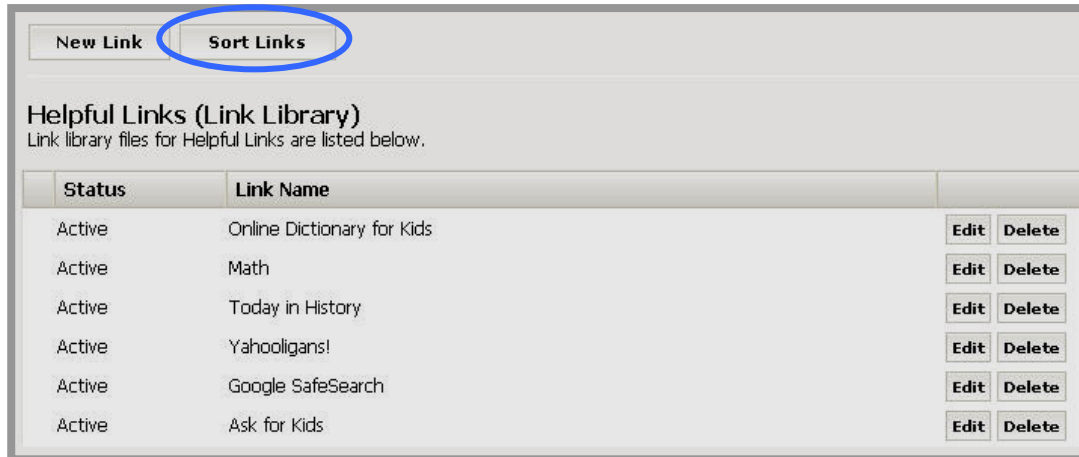 New Link Sort Links
Helpful Links (Link Library)
Link library files for Helpful Links are listed below.
Status Link Name
Active Online Dictionary for Kids Edit Delete
Active Math Edit Delete
Active Today in History Edit Delete
Active Yahooligans! Edit Delete
Active Google SafeSearch Edit Delete
Active Ask for Kids Edit Delete